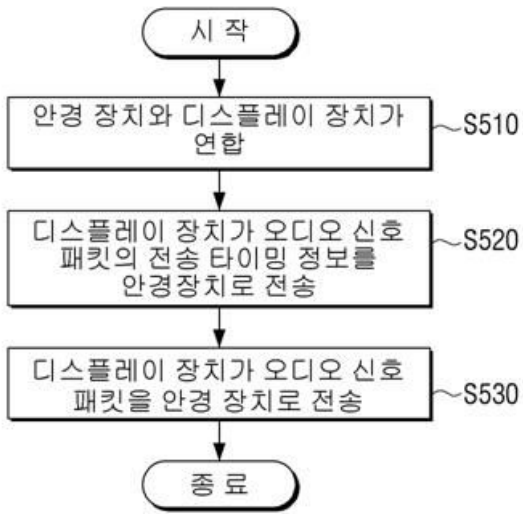 시 작
안경 장치와 디스플레이 장치가
연합
S510
디스플레이 장치가 오디오 신호
패킷의 전송 타이밍 정보를
안경장치로 전송
S520
디스플레이 장치가 오디오 신호
패킷을 안경 장치로 전송
S530
종 료